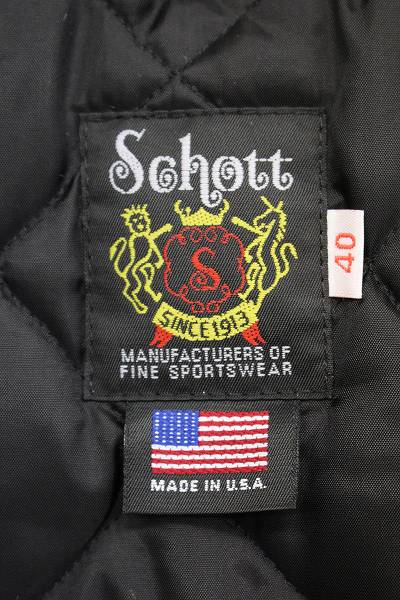 Schott
S
SINCE 1913
MANUFACTURERS OF
FINE SPORTSWEAR
40
MADE IN U.S.A.